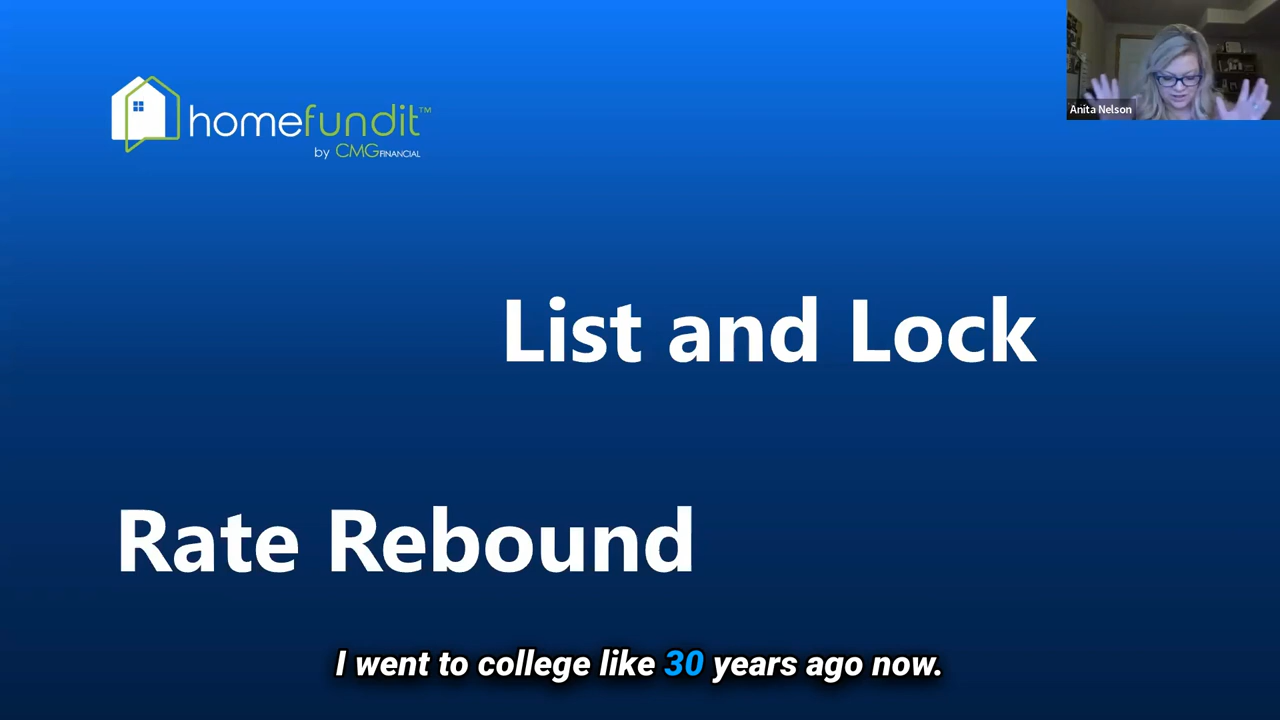 homefundit™
by CMG FINANCIAL
Anita Nelson
List and Lock
Rate Rebound
I went to college like 30 years ago now.